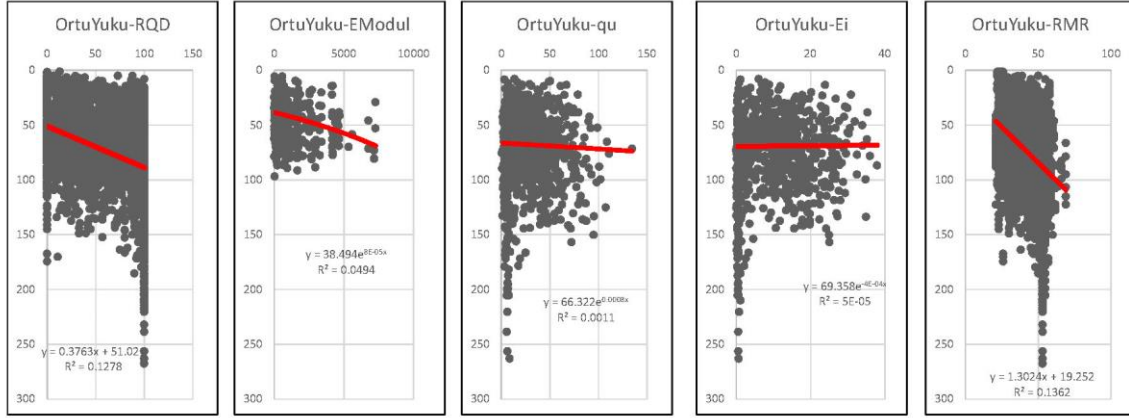 OrtuYuku-RQD
0 50 100 150
0
50
100
150
200
250
300
y = 0.3763x + 51.02
R² = 0.1278
OrtuYuku-EModul
0 5000 10000
0
50
100
150
200
250
300
y = 38.494e^8E-05x
R² = 0.0494
OrtuYuku-qu
0 50 100 150
0
50
100
150
200
250
300
y = 66.322e^0.0008x
R² = 0.0011
OrtuYuku-Ei
0 20 40
0
50
100
150
200
250
300
y = 69.358e^-4E-04x
R² = 5E-05
OrtuYuku-RMR
0 50 100
0
50
100
150
200
250
300
y = 1.3024x + 19.252
R² = 0.1362